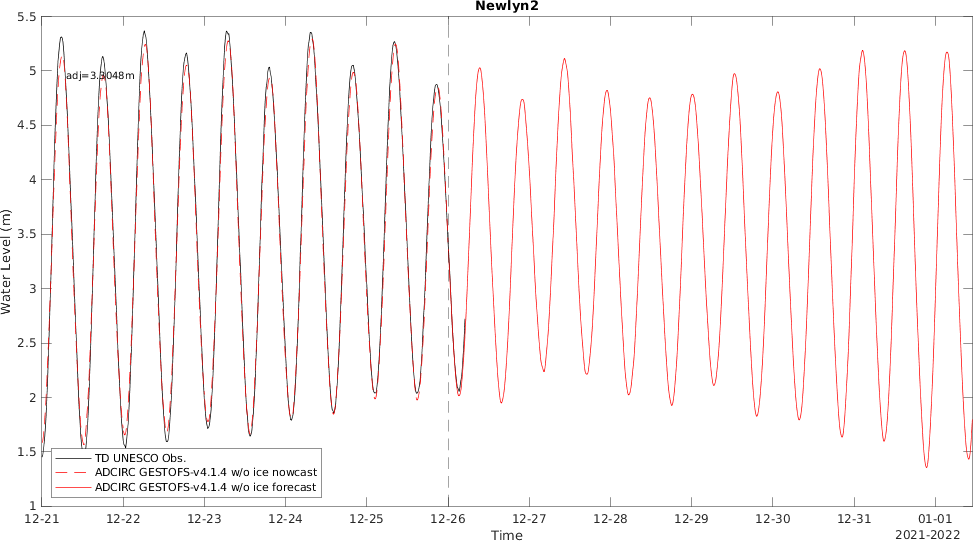 Newlyn2
5.5
5
4.5
4
3.5
3
2.5
2
1.5
1
Water Level (m)
adj=3.3048m
TD UNESCO Obs.
ADCIRC GESTOFS-v4.1.4 w/o ice nowcast
ADCIRC GESTOFS-v4.1.4 w/o ice forecast
12-21 12-22 12-23 12-24 12-25 12-26 12-27 12-28 12-29 12-30 12-31 01-01
Time
2021-2022